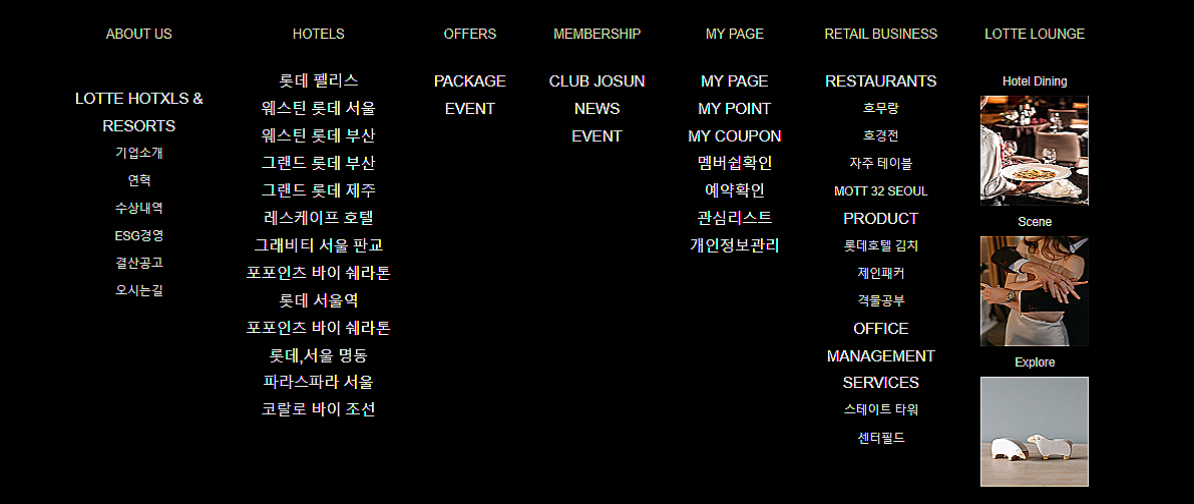 ABOUT US
LOTTE HOTXLS &
RESORTS
기업소개
연혁
수상내역
ESG경영
결산공고
오시는길
HOTELS
롯데 펠리스
웨스틴 롯데 서울
웨스틴 롯데 부산
그랜드 롯데 부산
그랜드 롯데 제주
레스케이프 호텔
그래비티 서울 판교
포포인츠 바이 쉐라톤
롯데 서울역
포포인츠 바이 쉐라톤
롯데,서울 명동
파라스파라 서울
코랄로 바이 조선
OFFERS
PACKAGE
EVENT
MEMBERSHIP
CLUB JOSUN
NEWS
EVENT
MY PAGE
MY PAGE
MY POINT
MY COUPON
멤버쉽확인
예약확인
관심리스트
개인정보관리
RETAIL BUSINESS
RESTAURANTS
호무랑
호경전
자주 테이블
MOTT 32 SEOUL
PRODUCT
롯데호텔 김치
제인패커
격물공부
OFFICE
MANAGEMENT
SERVICES
스테이트 타워
센터필드
LOTTE LOUNGE
Hotel Dining
Scene
Explore